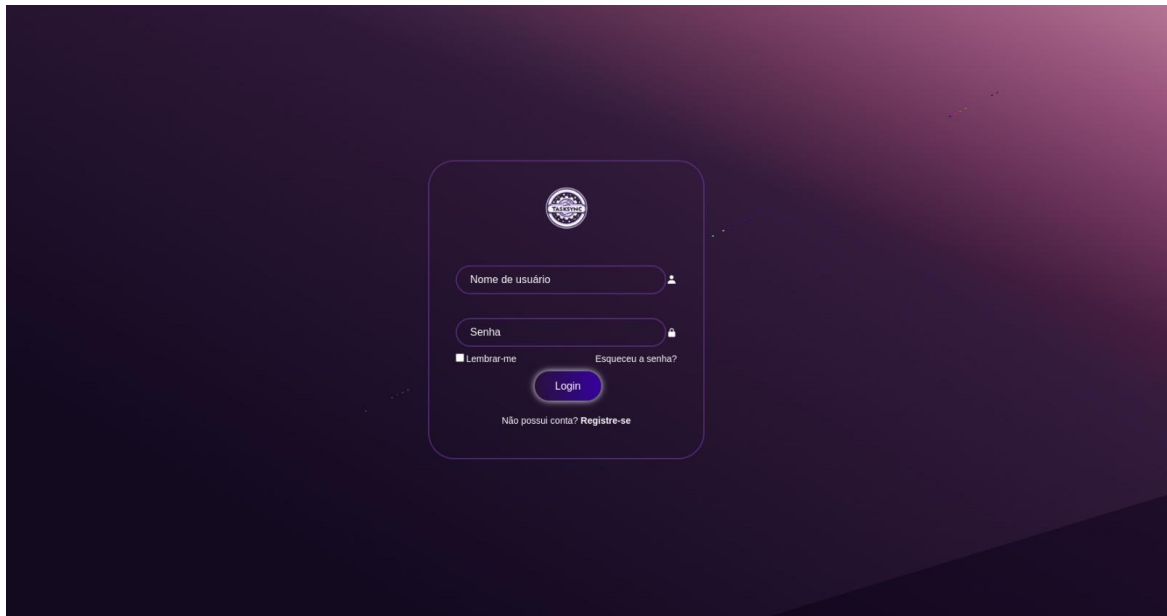 TASKSYNC
Nome de usuário
Senha
Lembrar-me Esqueceu a senha?
Login
Não possui conta? Registre-se